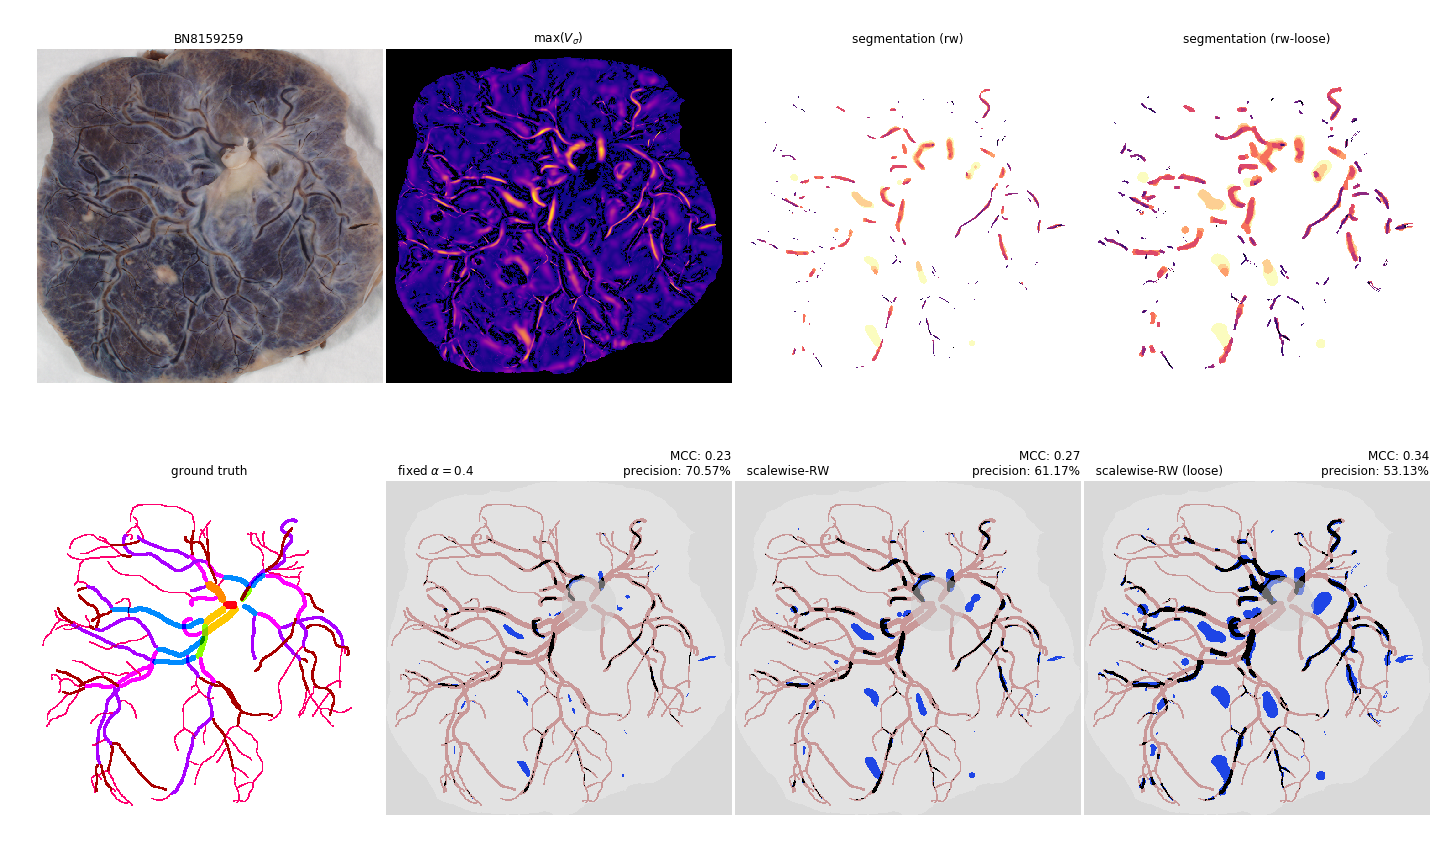 BN8159259
max(V_σ)
segmentation (rw)
segmentation (rw-loose)
ground truth
fixed α = 0.4
MCC: 0.23
precision: 70.57%
scalewise-RW
MCC: 0.27
precision: 61.17%
scalewise-RW (loose)
MCC: 0.34
precision: 53.13%